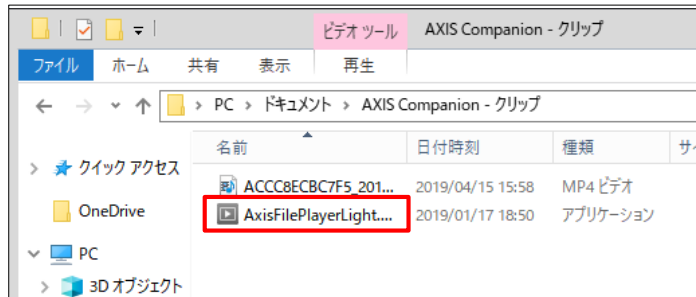 ビデオ ツール AXIS Companion - クリップ
ファイル ホーム 共有 表示 再生
PC › ドキュメント › AXIS Companion - クリップ
名前 日付時刻 種類 サイ
クイック アクセス
ACCC8ECBC7F5_201... 2019/04/15 15:58 MP4 ビデオ
OneDrive
AxisFilePlayerLight.... 2019/01/17 18:50 アプリケーション
PC
3D オブジェクト